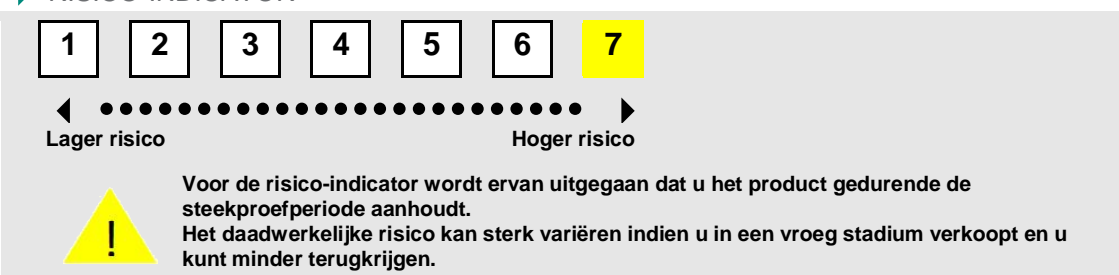 RISICO-INDICATOR
1 2 3 4 5 6 7
Lager risico Hoger risico
Voor de risico-indicator wordt ervan uitgegaan dat u het product gedurende de
steekproefperiode aanhoudt.
Het daadwerkelijke risico kan sterk variëren indien u in een vroeg stadium verkoopt en u
kunt minder terugkrijgen.